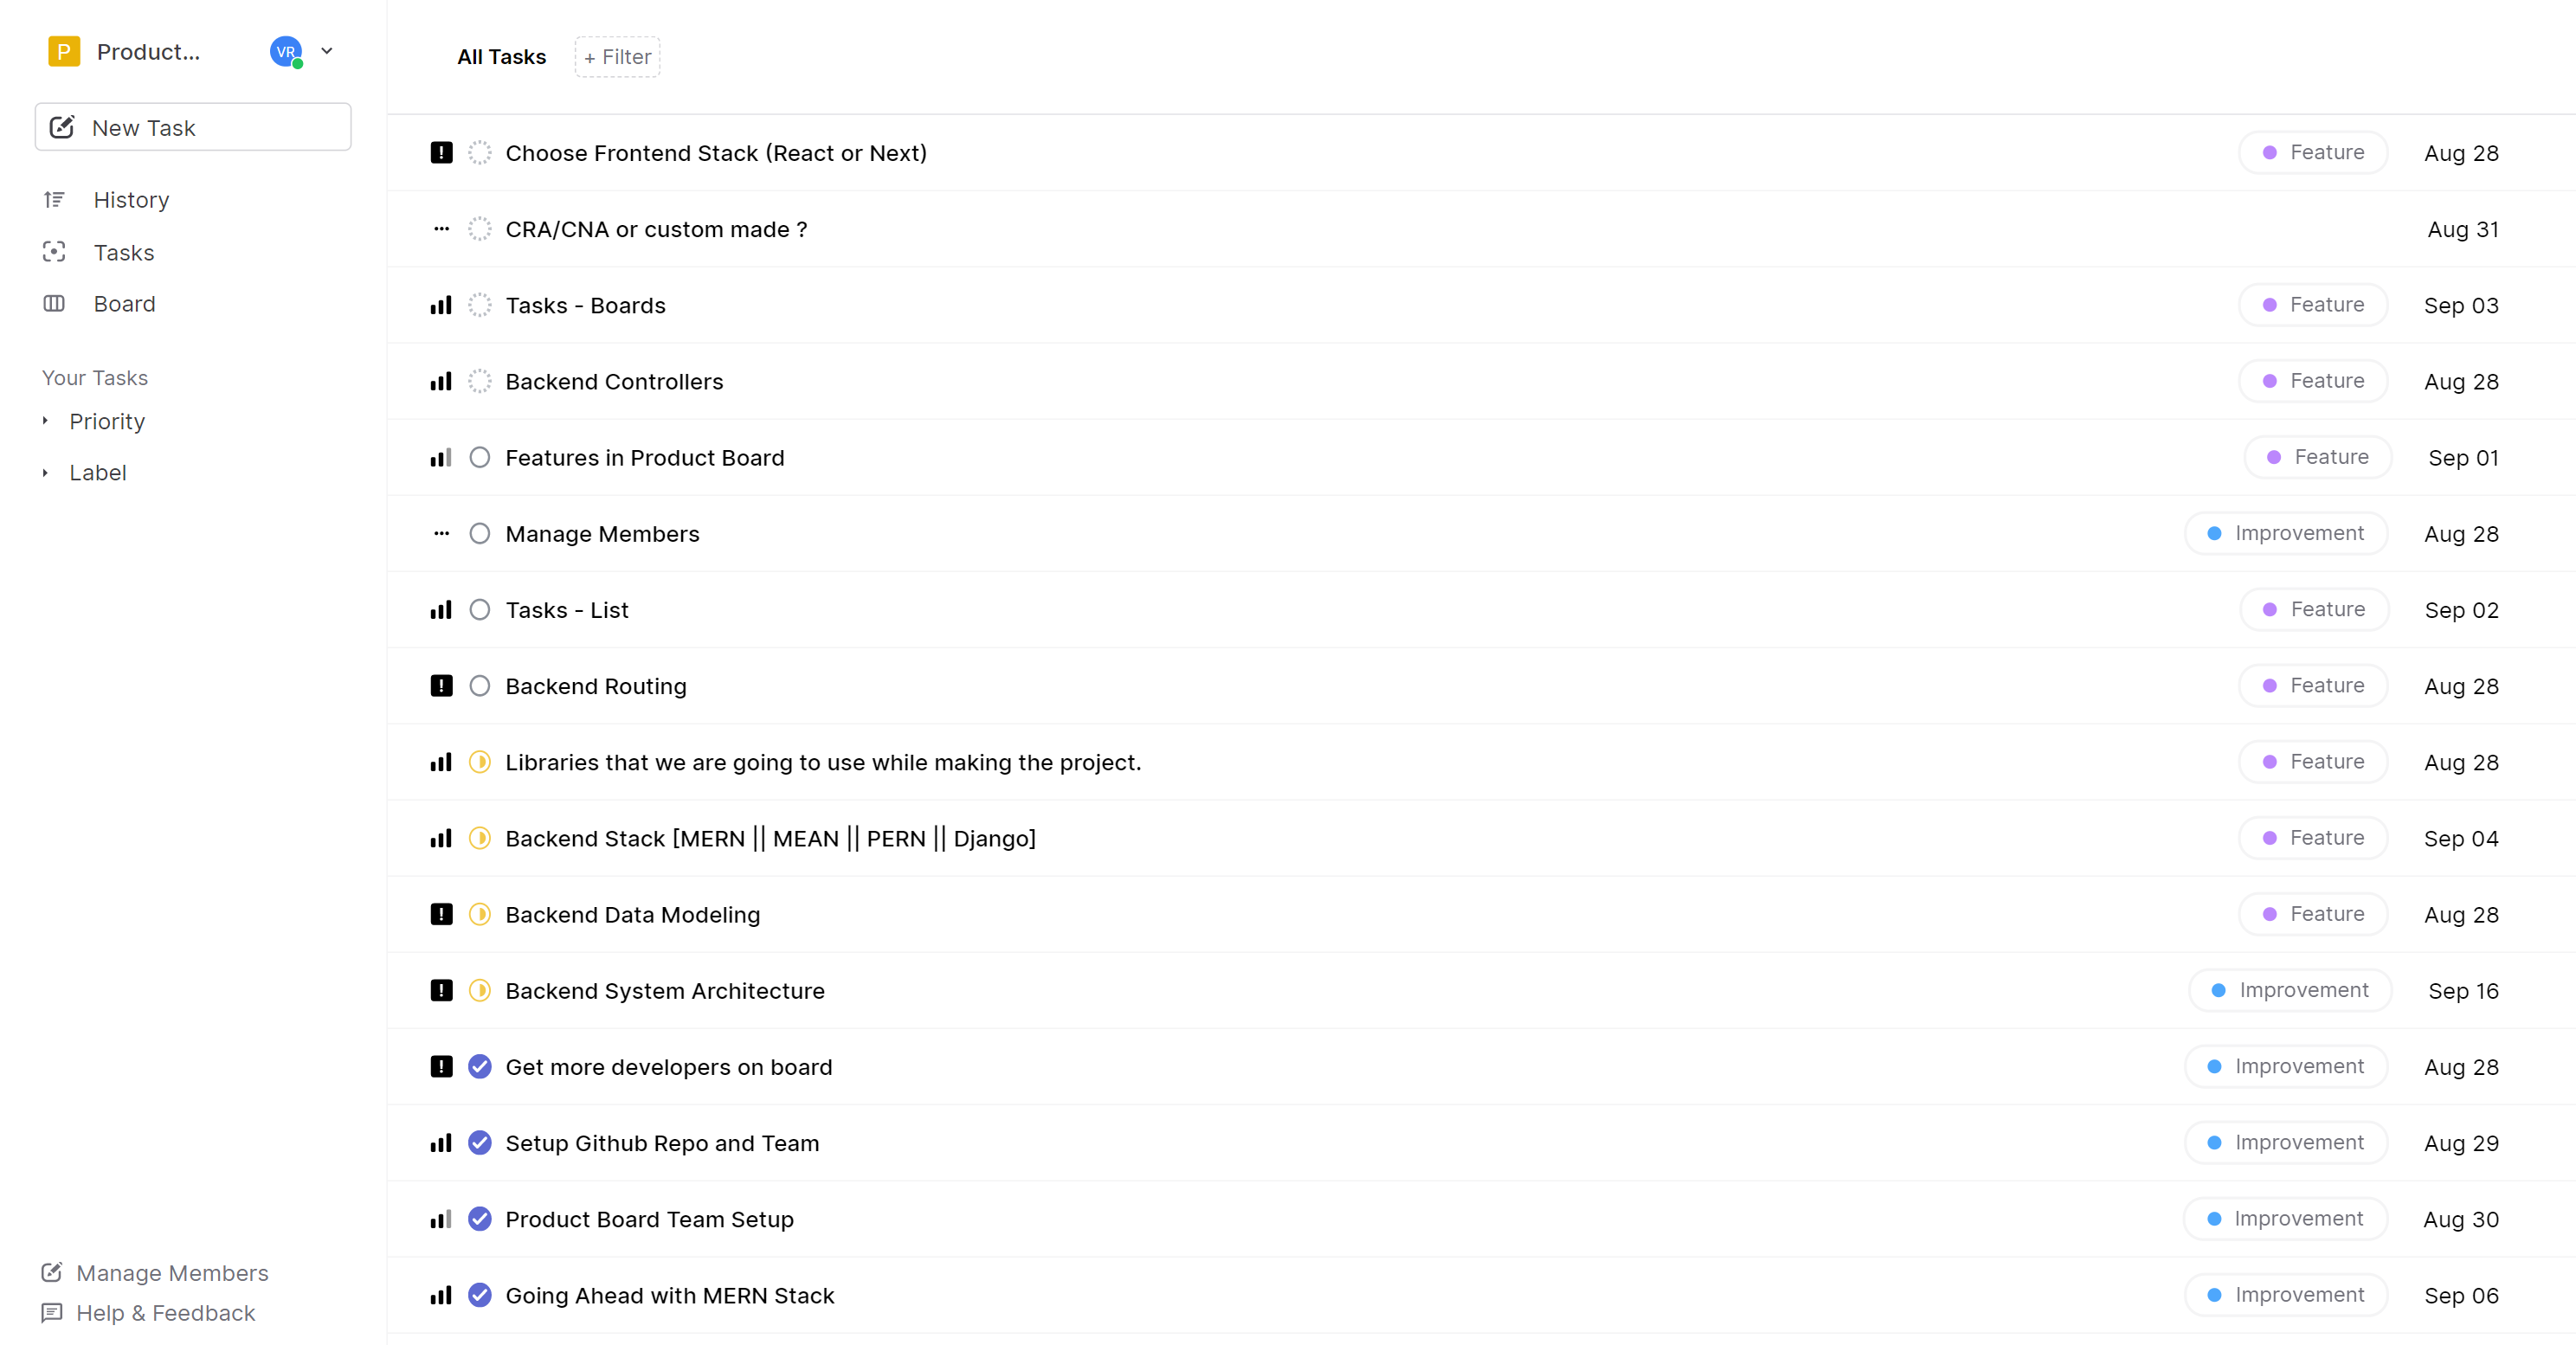 P Product... VR
New Task
History
Tasks
Board
Your Tasks
Priority
Label
Manage Members
Help & Feedback
All Tasks + Filter
Choose Frontend Stack (React or Next) Feature Aug 28
CRA/CNA or custom made ? Aug 31
Tasks - Boards Feature Sep 03
Backend Controllers Feature Aug 28
Features in Product Board Feature Sep 01
Manage Members Improvement Aug 28
Tasks - List Feature Sep 02
Backend Routing Feature Aug 28
Libraries that we are going to use while making the project. Feature Aug 28
Backend Stack [MERN || MEAN || PERN || Django] Feature Sep 04
Backend Data Modeling Feature Aug 28
Backend System Architecture Improvement Sep 16
Get more developers on board Improvement Aug 28
Setup Github Repo and Team Improvement Aug 29
Product Board Team Setup Improvement Aug 30
Going Ahead with MERN Stack Improvement Sep 06